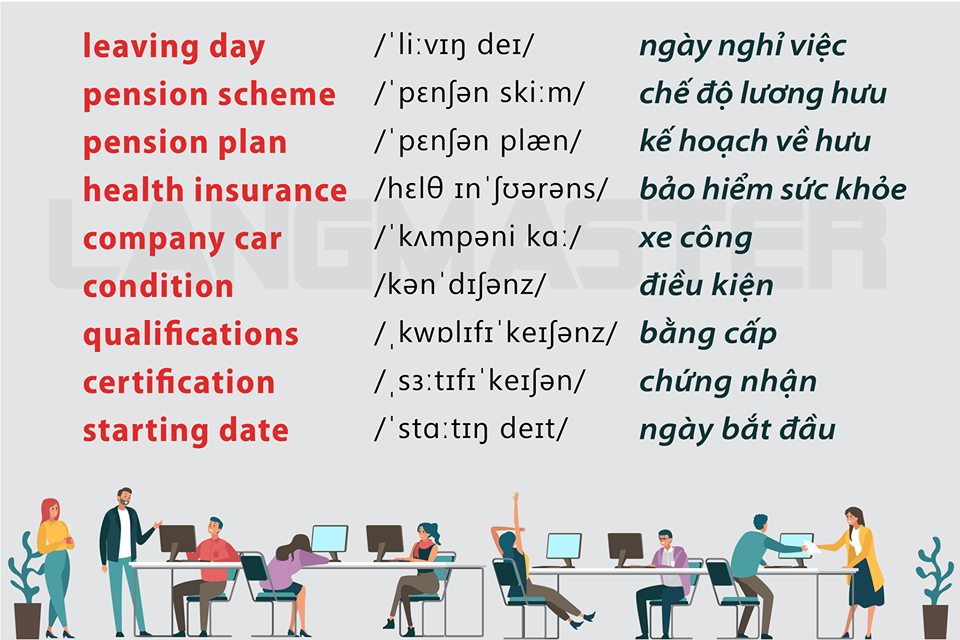 leaving day /ˈliːvɪŋ deɪ/ ngày nghỉ việc
pension scheme /ˈpɛnʃən skiːm/ chế độ lương hưu
pension plan /ˈpɛnʃən plæn/ kế hoạch về hưu
health insurance /hɛlθ ɪnˈʃʊərəns/ bảo hiểm sức khỏe
LANGMASTER
company car /ˈkʌmpəni kɑː/ xe công
condition /kənˈdɪʃənz/ điều kiện
qualifications /ˌkwɒlɪfɪˈkeɪʃənz/ bằng cấp
certification /ˌsɜːtɪfɪˈkeɪʃən/ chứng nhận
starting date /ˈstɑːtɪŋ deɪt/ ngày bắt đầu